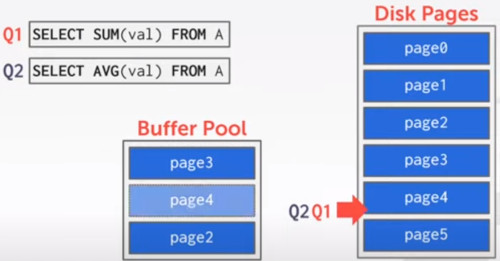 Q1 SELECT SUM(val) FROM A
Q2 SELECT AVG(val) FROM A
Buffer Pool
page3
page4
page2
Disk Pages
page0
page1
page2
page3
page4
page5
Q2 Q1